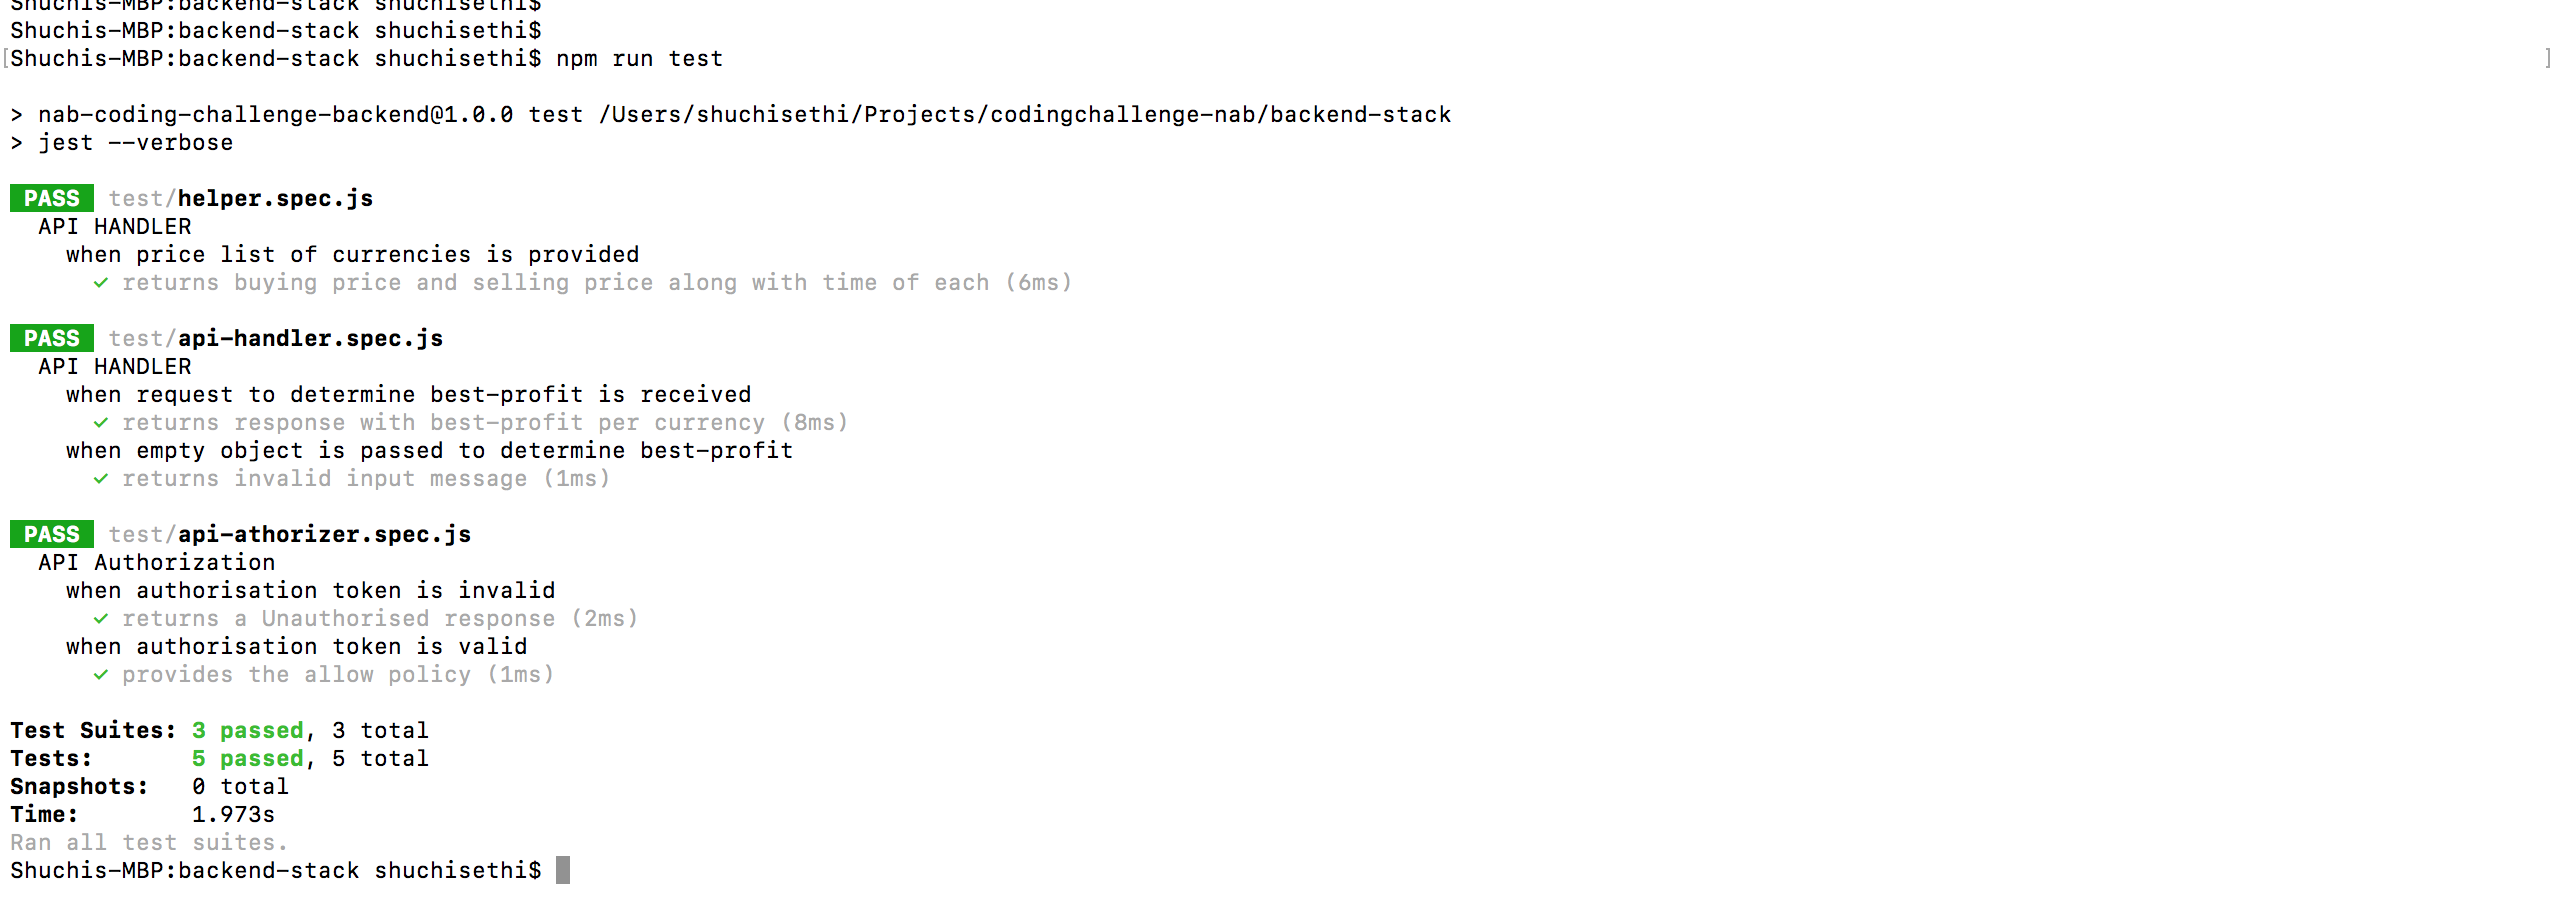 Shuchis-MBP:backend-stack shuchisethi$
Shuchis-MBP:backend-stack shuchisethi$
[Shuchis-MBP:backend-stack shuchisethi$ npm run test ]
> nab-coding-challenge-backend@1.0.0 test /Users/shuchisethi/Projects/codingchallenge-nab/backend-stack
> jest --verbose
PASS test/helper.spec.js
API HANDLER
when price list of currencies is provided
✓ returns buying price and selling price along with time of each (6ms)
PASS test/api-handler.spec.js
API HANDLER
when request to determine best-profit is received
✓ returns response with best-profit per currency (8ms)
when empty object is passed to determine best-profit
✓ returns invalid input message (1ms)
PASS test/api-athorizer.spec.js
API Authorization
when authorisation token is invalid
✓ returns a Unauthorised response (2ms)
when authorisation token is valid
✓ provides the allow policy (1ms)
Test Suites: 3 passed, 3 total
Tests: 5 passed, 5 total
Snapshots: 0 total
Time: 1.973s
Ran all test suites.
Shuchis-MBP:backend-stack shuchisethi$